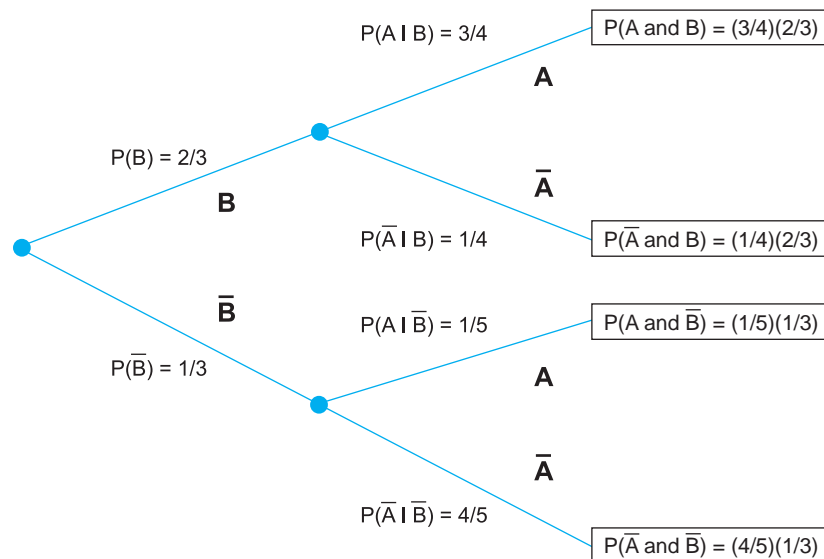 P(A I B) = 3/4
P(A and B) = (3/4)(2/3)
A
P(B) = 2/3
B
A̅
P(A̅ I B) = 1/4
P(A̅ and B) = (1/4)(2/3)
B̅
P(A I B̅) = 1/5
P(A and B̅) = (1/5)(1/3)
P(B̅) = 1/3
A
A̅
P(A̅ I B̅) = 4/5
P(A̅ and B̅) = (4/5)(1/3)